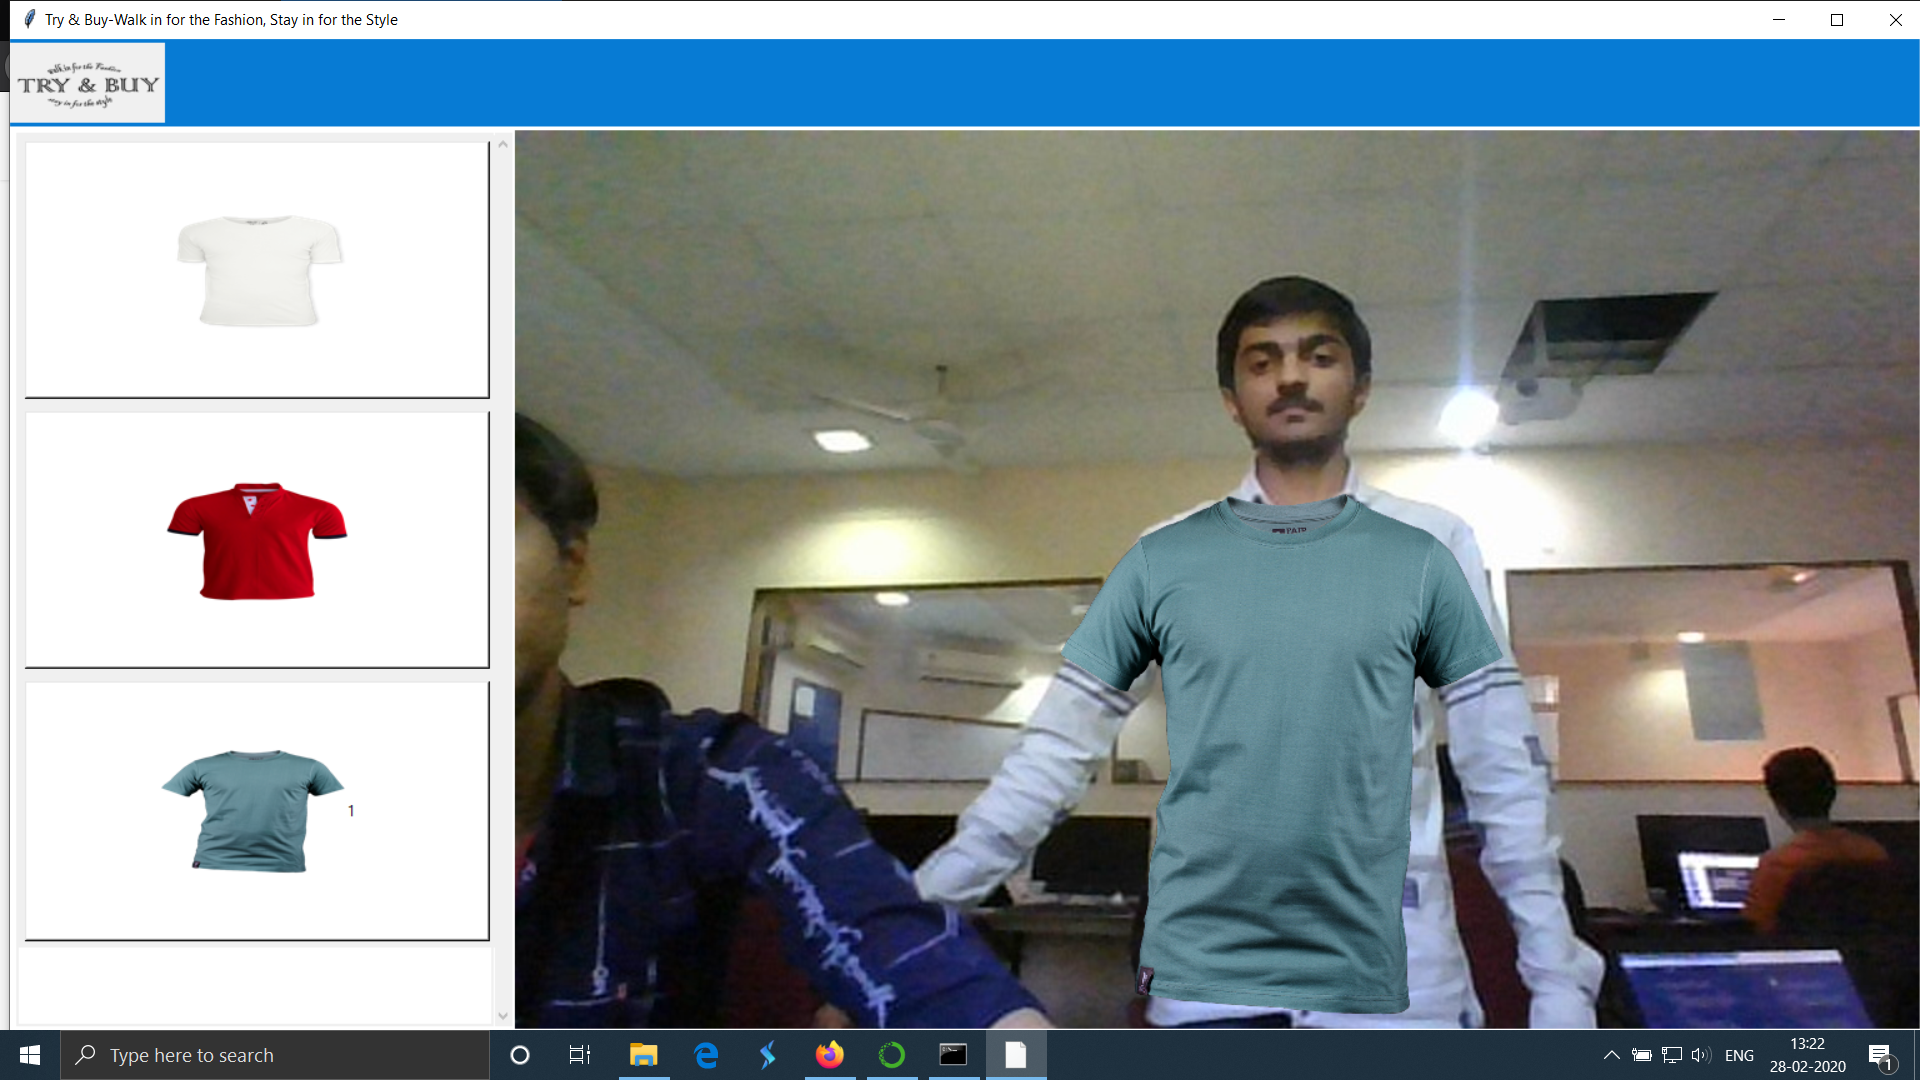 Try & Buy-Walk in for the Fashion, Stay in for the Style
walk in for the Fashion
TRY & BUY
in for the style
1
PAID
Type here to search
ENG
13:22
28-02-2020
1